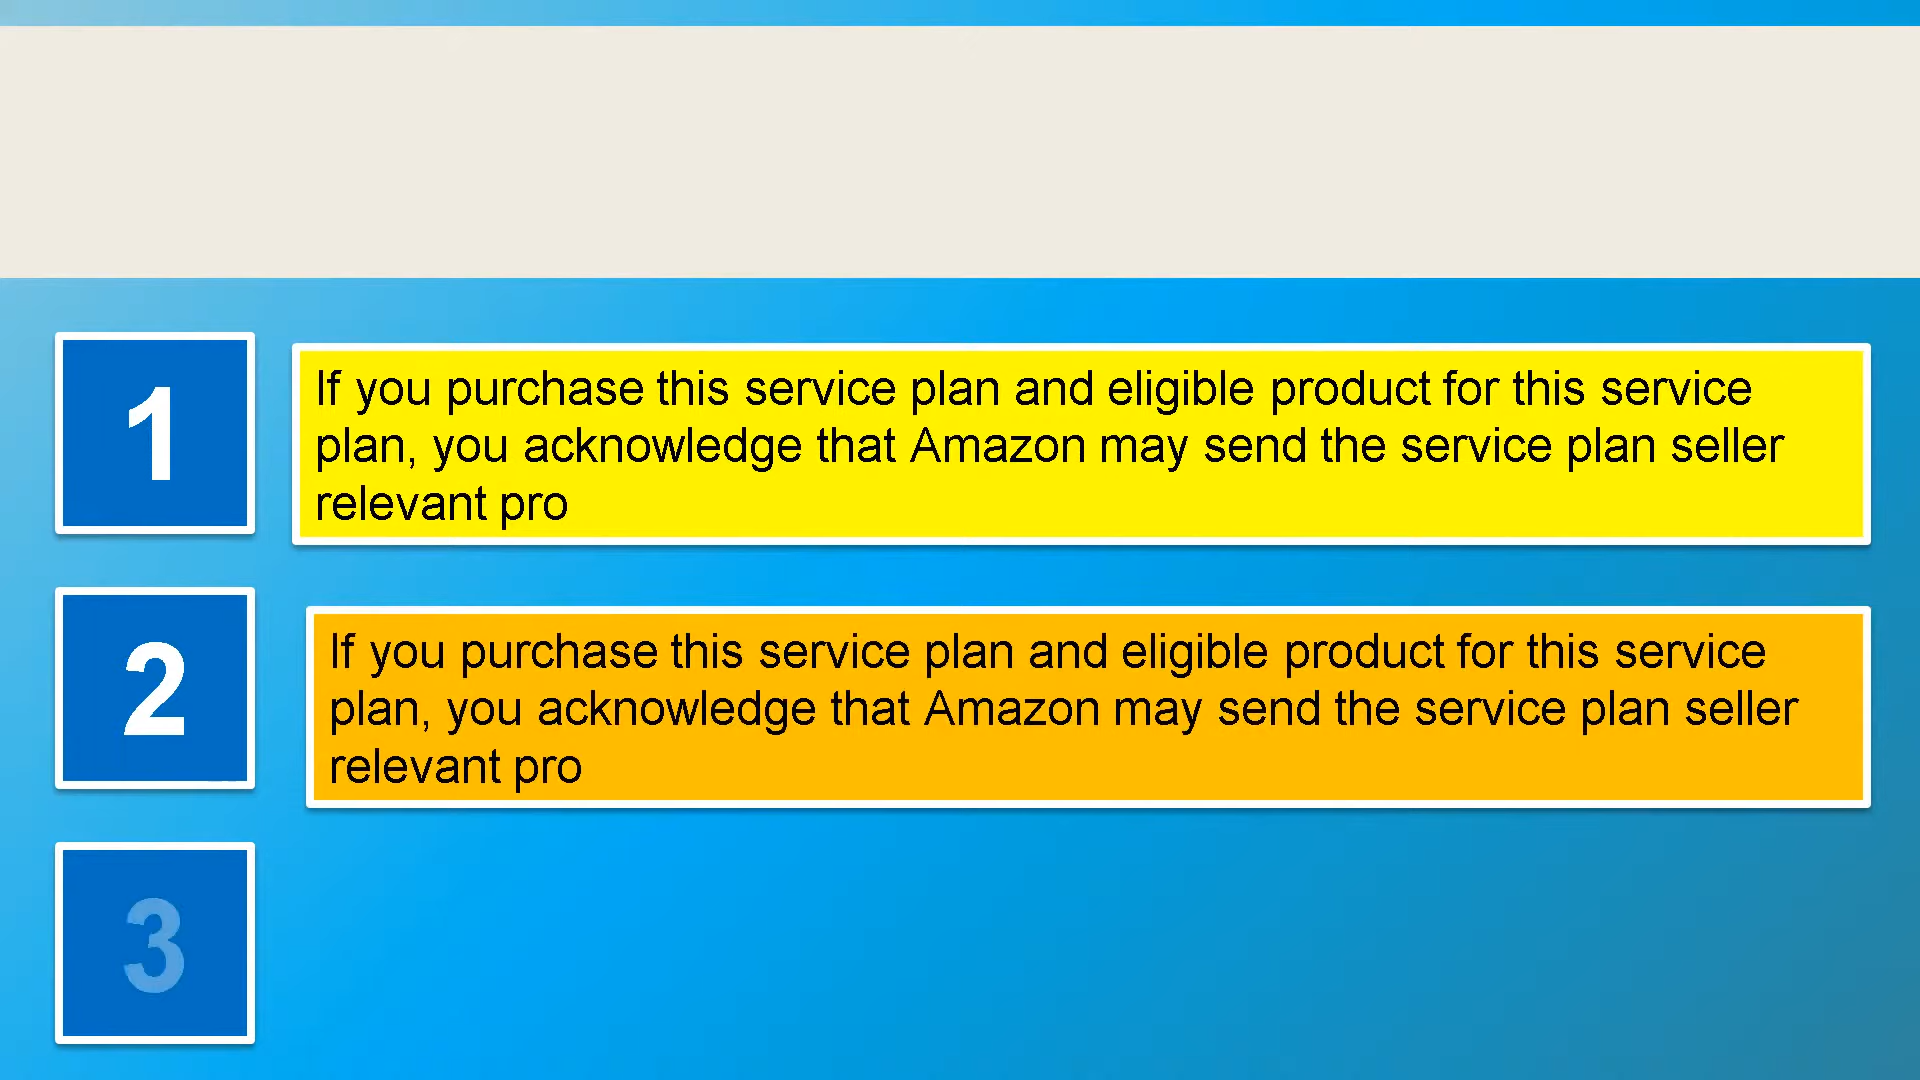 1
If you purchase this service plan and eligible product for this service
plan, you acknowledge that Amazon may send the service plan seller
relevant pro
2
If you purchase this service plan and eligible product for this service
plan, you acknowledge that Amazon may send the service plan seller
relevant pro
3